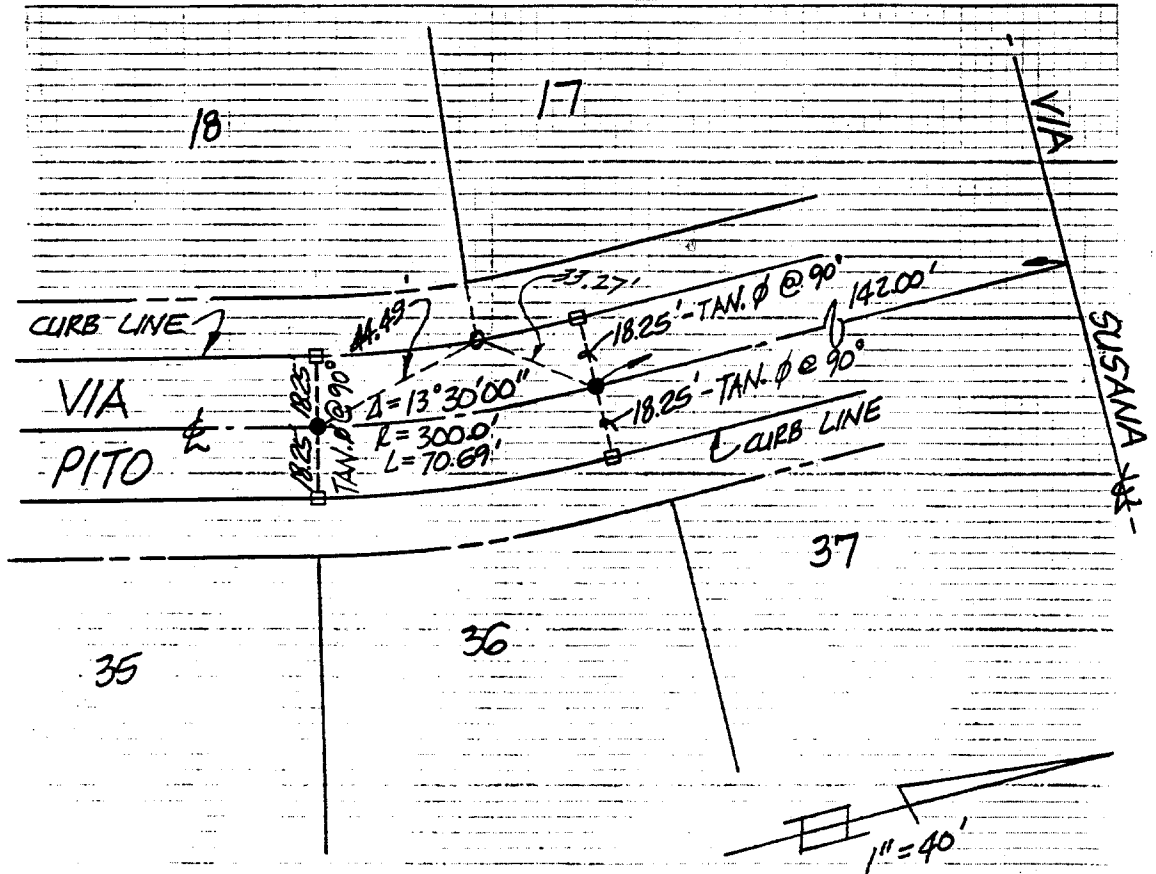 18
17
VIA
SUSANA ℄
CURB LINE
44.49'
33.27'
18.25'-TAN. ø @ 90°
142.00'
18.25'-TAN. ø @ 90°
CURB LINE
VIA
℄
PITO
18.25' 18.25'
TAN. ø @ 90°
Δ=13°30'00"
R=300.0'
L=70.69'
37
36
35
1"=40'